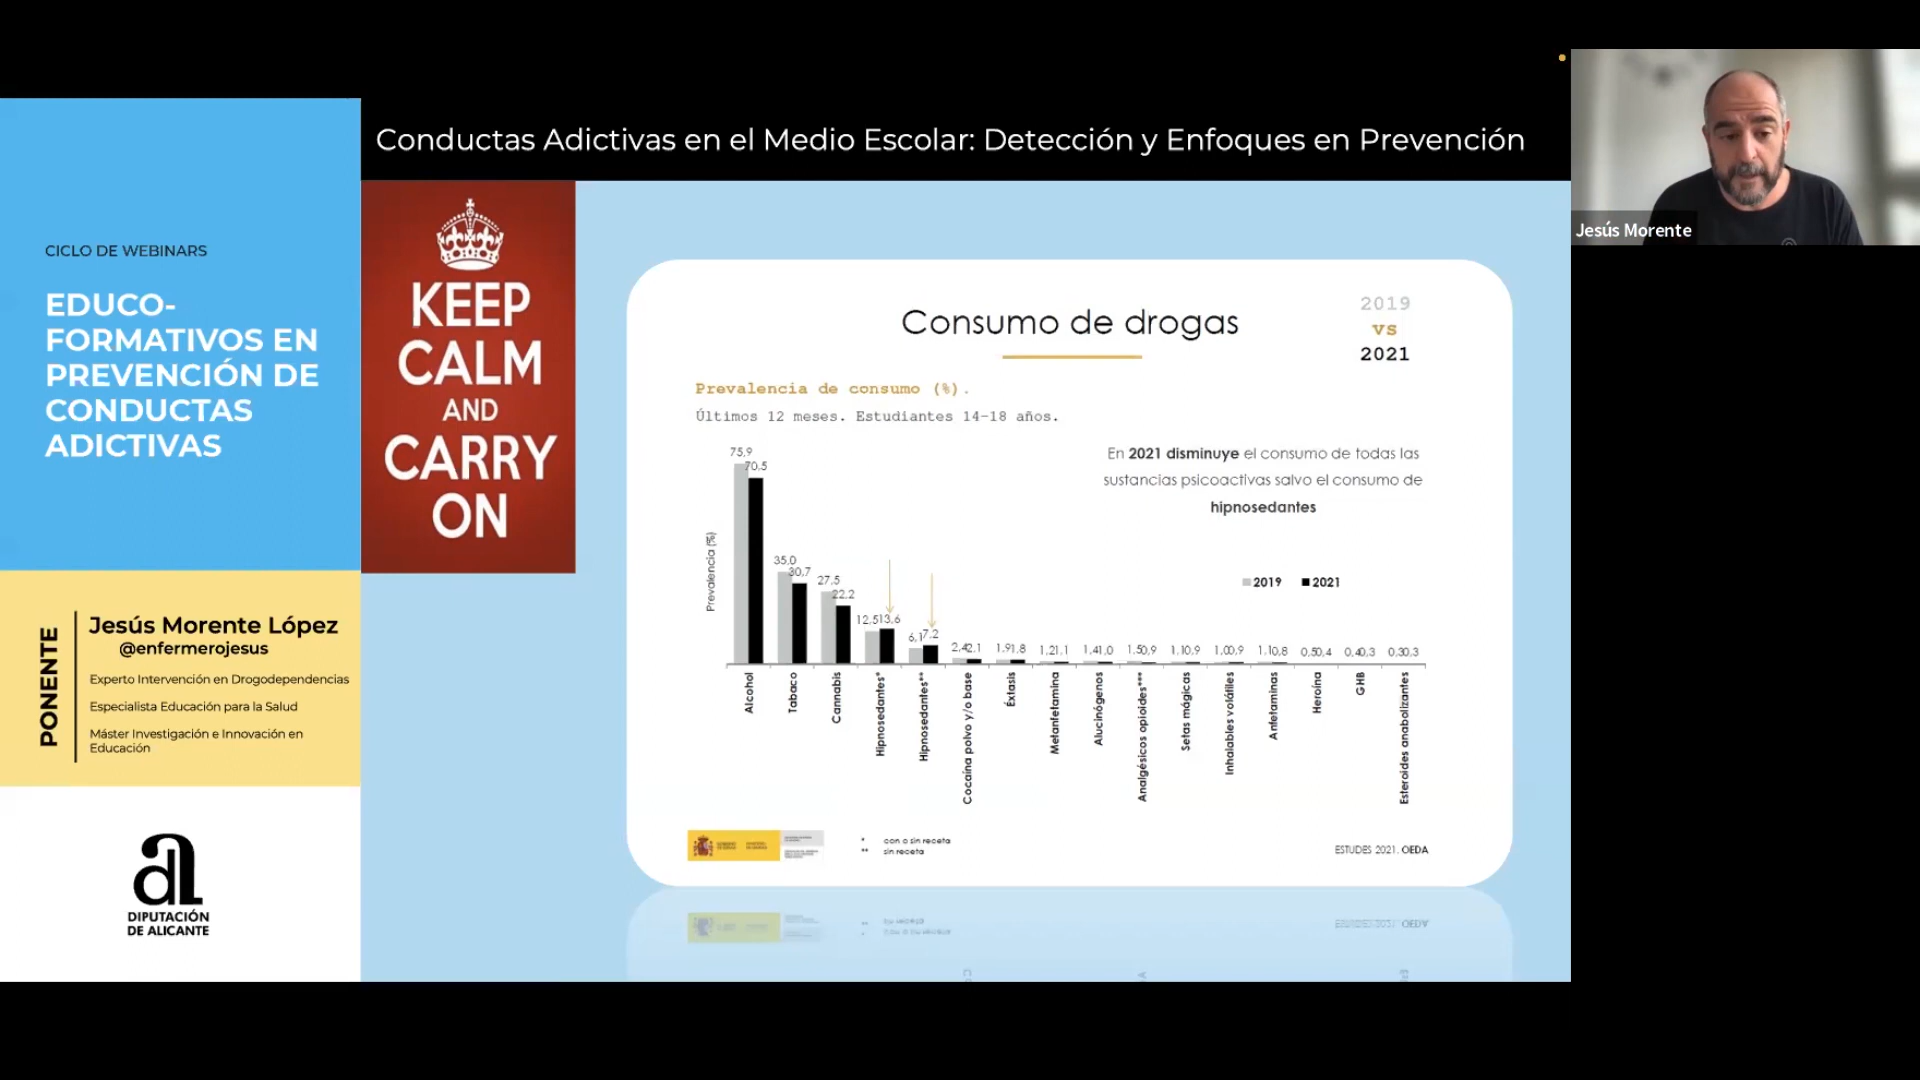 Conductas Adictivas en el Medio Escolar: Detección y Enfoques en Prevención
CICLO DE WEBINARS
EDUCO-
FORMATIVOS EN
PREVENCIÓN DE
CONDUCTAS
ADICTIVAS
PONENTE
Jesús Morente López
@enfermerojesus
Experto Intervención en Drogodependencias
Especialista Educación para la Salud
Máster Investigación e Innovación en
Educación
DIPUTACIÓN
DE ALICANTE
KEEP
CALM
AND
CARRY
ON
Consumo de drogas
2019
vs
2021
Prevalencia de consumo (%).
Últimos 12 meses. Estudiantes 14-18 años.
En 2021 disminuye el consumo de todas las
sustancias psicoactivas salvo el consumo de
hipnosedantes
2019 2021
Prevalencia (%)
75,9 70,5
35,0 30,7
27,5 22,2
12,5 13,6
6,1 7,2
2,4 2,1
1,9 1,8
1,2 1,1
1,4 1,0
1,5 0,9
1,1 0,9
1,0 0,9
1,1 0,8
0,5 0,4
0,4 0,3
0,3 0,3
Alcohol
Tabaco
Cannabis
Hipnosedantes*
Hipnosedantes**
Cocaína polvo y/o base
Éxtasis
Metanfetamina
Alucinógenos
Analgésicos opioides***
Setas mágicas
Inhalables volátiles
Anfetaminas
Heroína
GHB
Esteroides anabolizantes
* con o sin receta
** sin receta
ESTUDES 2021. OEDA
Jesús Morente